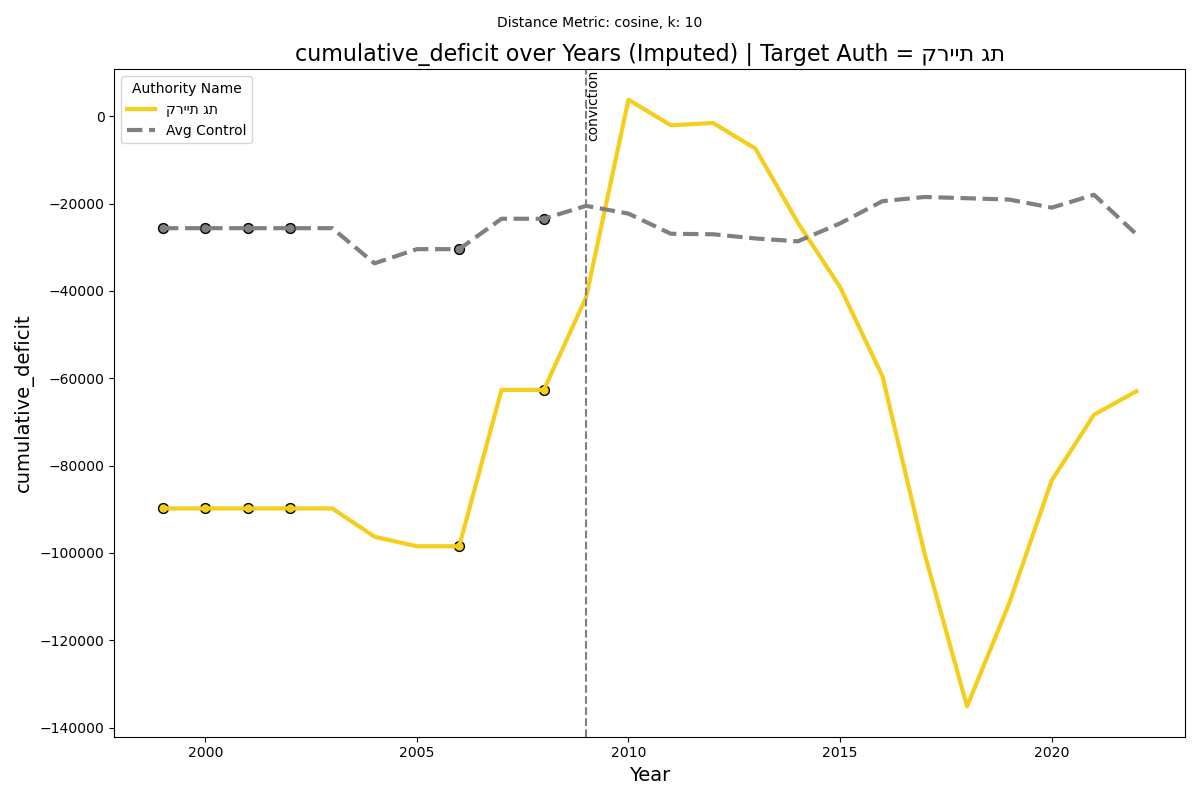 Distance Metric: cosine, k: 10
cumulative_deficit over Years (Imputed) | Target Auth = קריית גת
Authority Name
קריית גת
Avg Control
conviction
cumulative_deficit
0
−20000
−40000
−60000
−80000
−100000
−120000
−140000
2000
2005
2010
2015
2020
Year